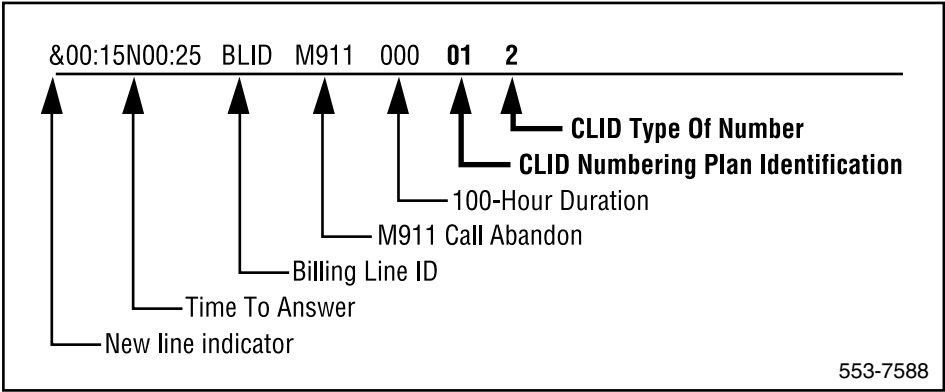 &00:15N00:25 BLID M911 000 01 2
CLID Type Of Number
CLID Numbering Plan Identification
100-Hour Duration
M911 Call Abandon
Billing Line ID
Time To Answer
New line indicator
553-7588